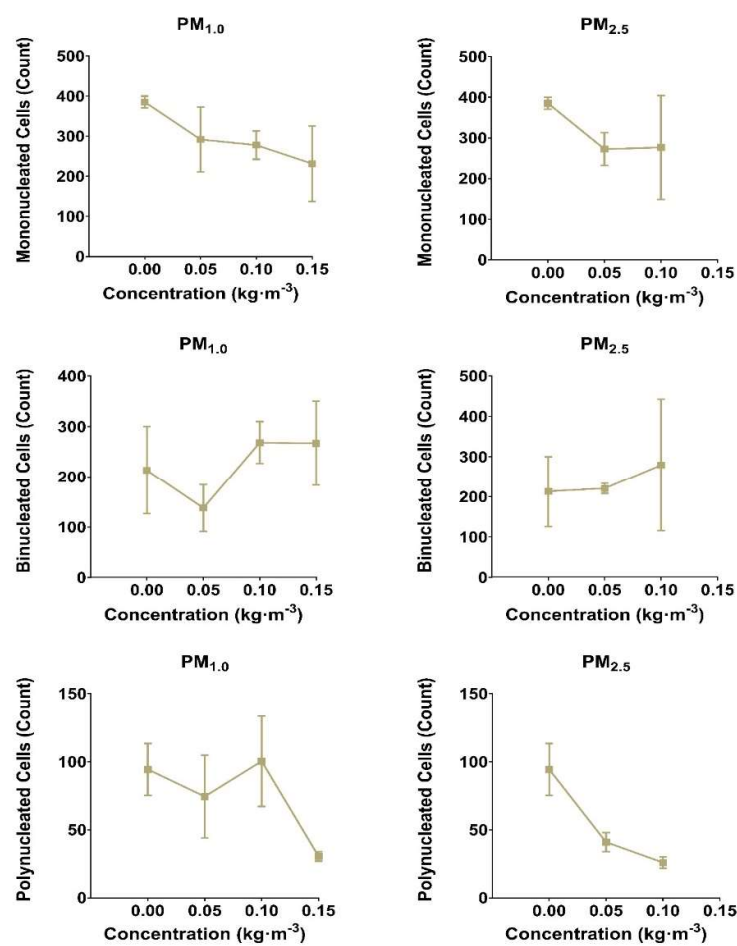 PM1.0
Mononucleated Cells (Count)
500
400
300
200
100
0
0.00 0.05 0.10 0.15
Concentration (kg·m-3)
PM2.5
Mononucleated Cells (Count)
500
400
300
200
100
0
0.00 0.05 0.10 0.15
Concentration (kg·m-3)
PM1.0
Binucleated Cells (Count)
400
300
200
100
0
0.00 0.05 0.10 0.15
Concentration (kg·m-3)
PM2.5
Binucleated Cells (Count)
500
400
300
200
100
0
0.00 0.05 0.10 0.15
Concentration (kg·m-3)
PM1.0
Polynucleated Cells (Count)
150
100
50
0
0.00 0.05 0.10 0.15
Concentration (kg·m-3)
PM2.5
Polynucleated Cells (Count)
150
100
50
0
0.00 0.05 0.10 0.15
Concentration (kg·m-3)